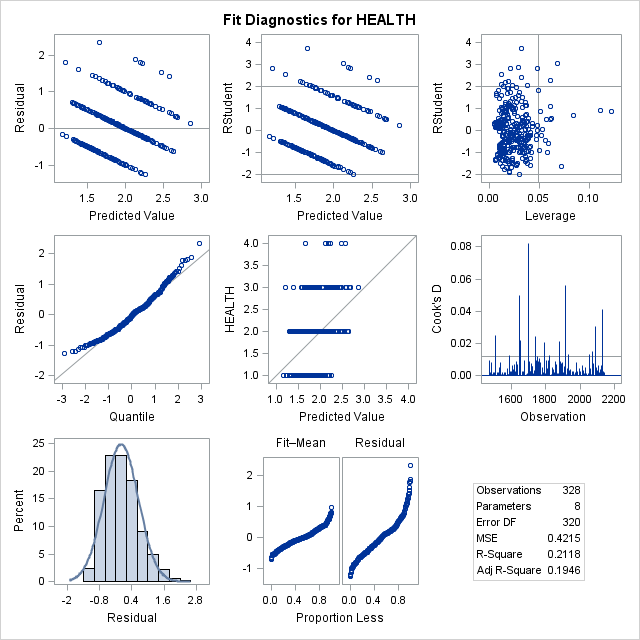 Fit Diagnostics for HEALTH
2
1
0
-1
Residual
1.5 2.0 2.5 3.0
Predicted Value
4
3
2
1
0
-1
-2
RStudent
1.5 2.0 2.5 3.0
Predicted Value
4
3
2
1
0
-1
-2
RStudent
0.00 0.05 0.10
Leverage
2
1
0
-1
-2
Residual
-3 -2 -1 0 1 2 3
Quantile
4.0
3.5
3.0
2.5
2.0
1.5
1.0
HEALTH
1.0 1.5 2.0 2.5 3.0 3.5 4.0
Predicted Value
0.08
0.06
0.04
0.02
0.00
Cook's D
1600 1800 2000 2200
Observation
25
20
15
10
5
0
Percent
-2 -0.8 0.4 1.6 2.8
Residual
Fit–Mean Residual
2
1
0
-1
0.0 0.4 0.8 0.0 0.4 0.8
Proportion Less
Observations 328
Parameters 8
Error DF 320
MSE 0.4215
R-Square 0.2118
Adj R-Square 0.1946